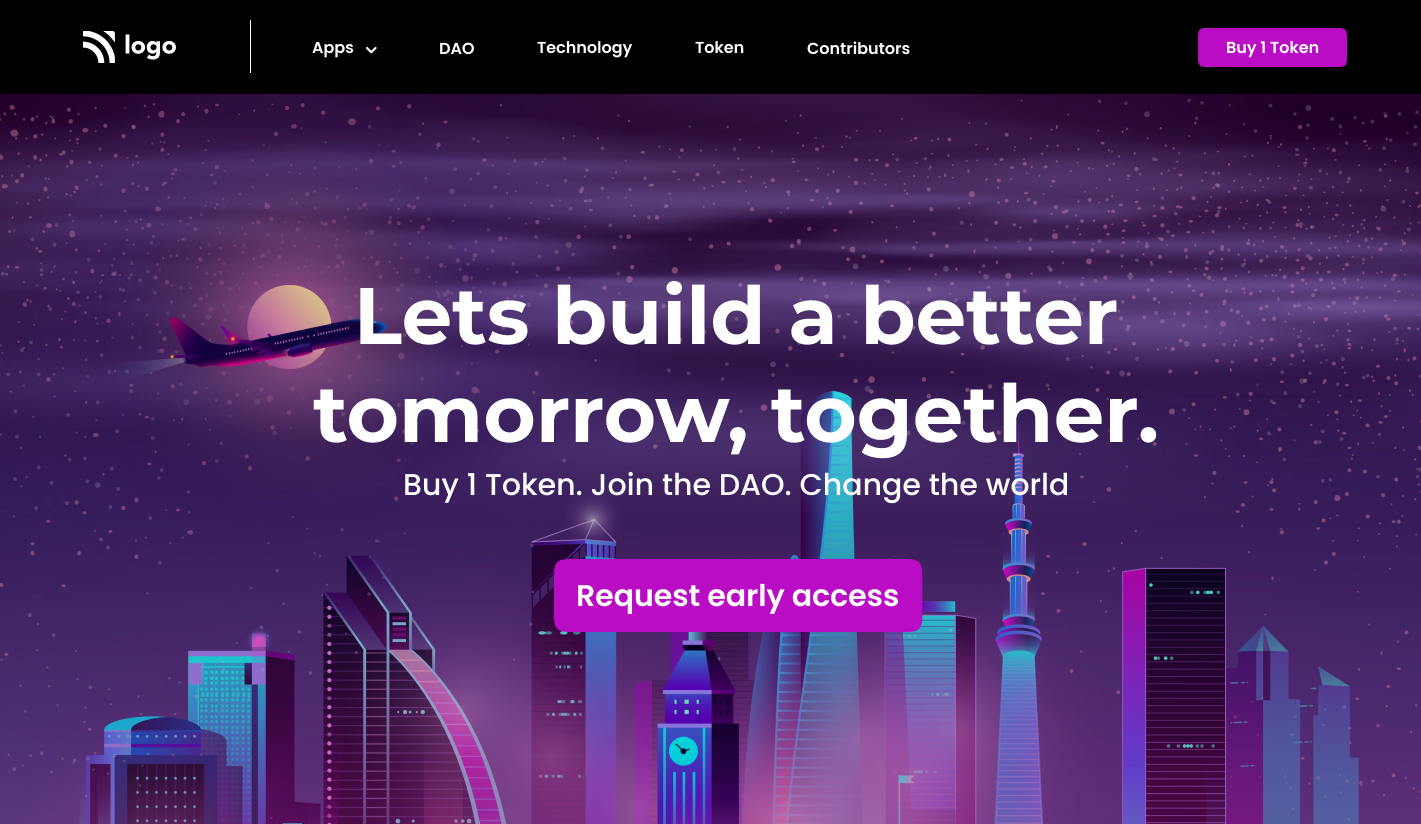 logo
Apps
DAO
Technology
Token
Contributors
Buy 1 Token
Lets build a better
tomorrow, together.
Buy 1 Token. Join the DAO. Change the world
Request early access